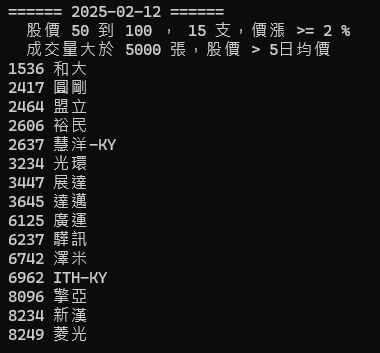 ====== 2025-02-12 ======
股價 50 到 100 , 15 支，價漲 >= 2 %
成交量大於 5000 張，股價 > 5日均價
1536 和大
2417 圓剛
2464 盟立
2606 裕民
2637 慧洋-KY
3234 光環
3447 展達
3645 達邁
6125 廣運
6237 驊訊
6742 澤米
6962 ITH-KY
8096 擎亞
8234 新漢
8249 菱光